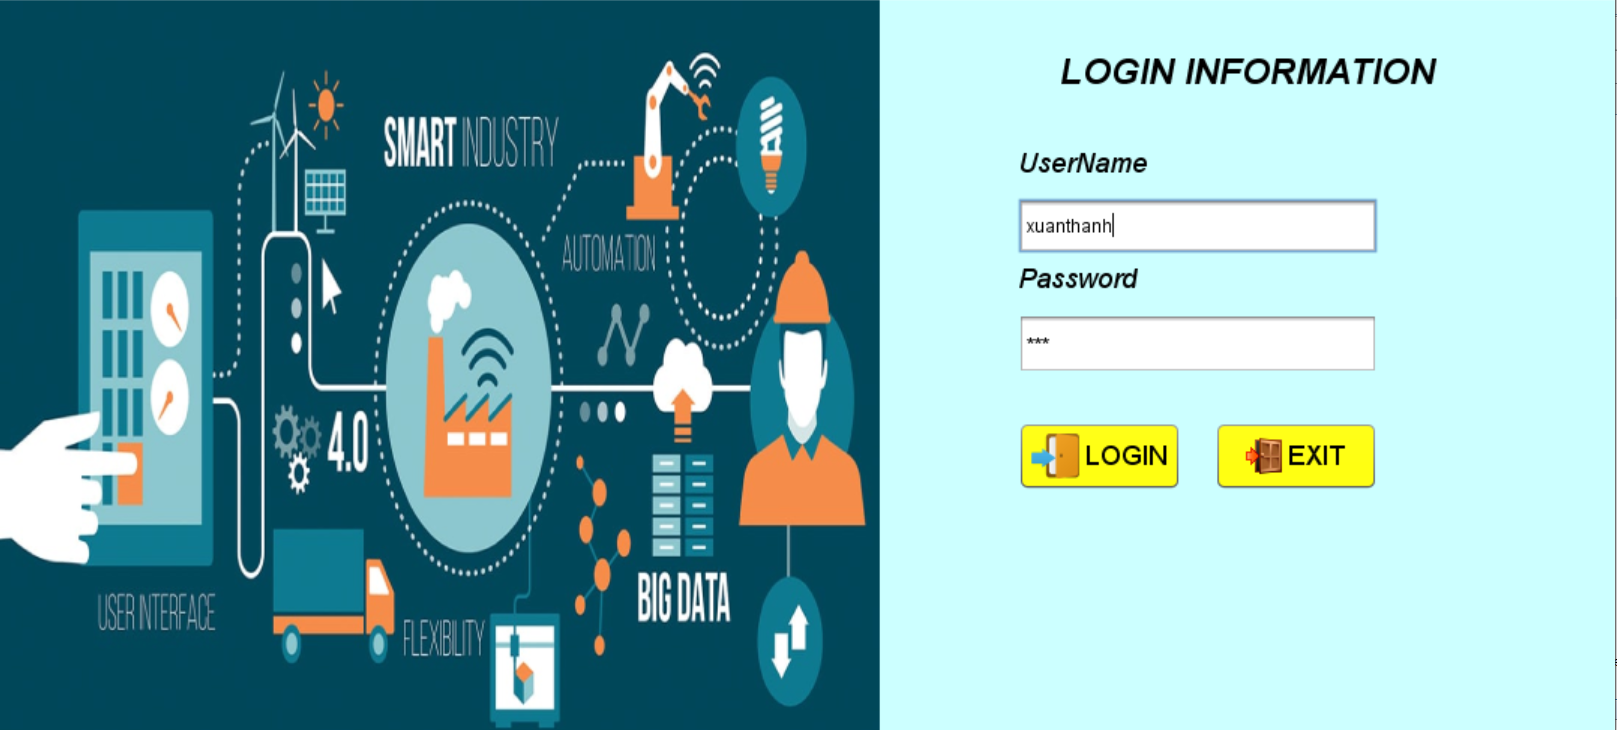 SMART INDUSTRY
AUTOMATION
4.0
USER INTERFACE
FLEXIBILITY
BIG DATA
LOGIN INFORMATION
UserName
xuanthanh
Password
***
LOGIN
EXIT